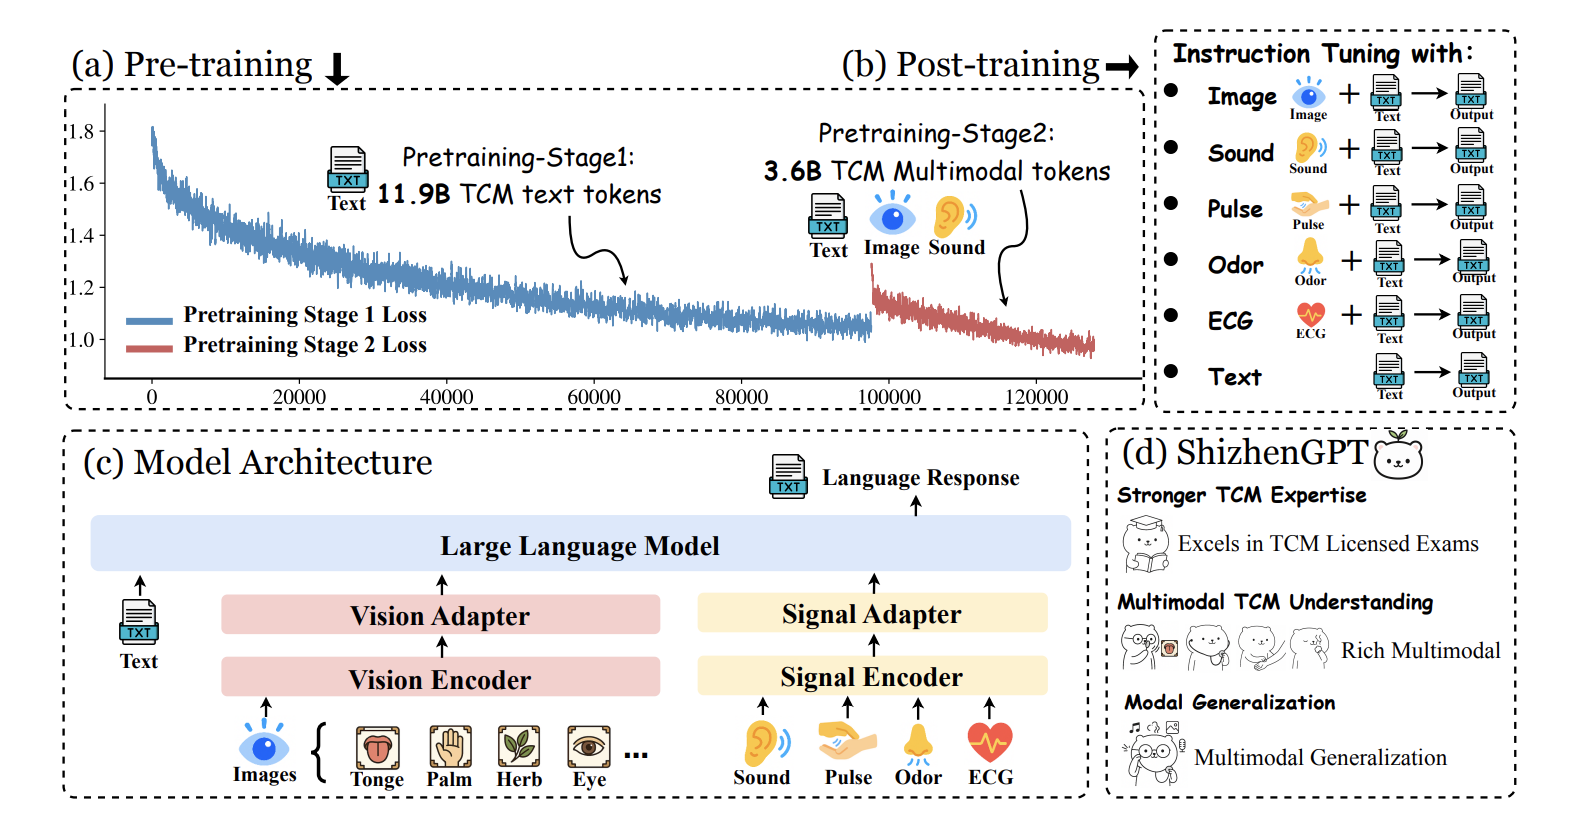 (a) Pre-training
1.8
1.6
1.4
1.2
1.0
0
20000
40000
60000
80000
100000
120000
TXT
Text
Pretraining-Stage1:
11.9B TCM text tokens
Pretraining-Stage2:
3.6B TCM Multimodal tokens
TXT
Text
Image
Sound
Pretraining Stage 1 Loss
Pretraining Stage 2 Loss
(b) Post-training
Instruction Tuning with:
Image
Image
+
TXT
Text
TXT
Output
Sound
Sound
+
TXT
Text
TXT
Output
Pulse
Pulse
+
TXT
Text
TXT
Output
Odor
Odor
+
TXT
Text
TXT
Output
ECG
ECG
+
TXT
Text
TXT
Output
Text
TXT
Text
TXT
Output
(c) Model Architecture
TXT
Language Response
Large Language Model
TXT
Text
Vision Adapter
Vision Encoder
Signal Adapter
Signal Encoder
Images
{
Tonge
Palm
Herb
Eye
...
Sound
Pulse
Odor
ECG
(d) ShizhenGPT
Stronger TCM Expertise
Excels in TCM Licensed Exams
Multimodal TCM Understanding
Rich Multimodal
Modal Generalization
Multimodal Generalization